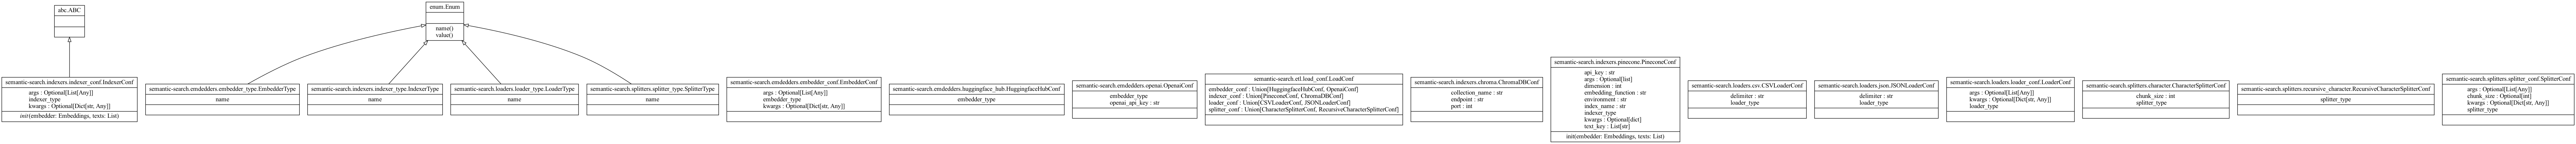 abc.ABC
enum.Enum
name()
value()
semantic-search.indexers.indexer_conf.IndexerConf
args : Optional[List[Any]]
indexer_type
kwargs : Optional[Dict[str, Any]]
init(embedder: Embeddings, texts: List)
semantic-search.emdedders.embedder_type.EmbedderType
name
semantic-search.indexers.indexer_type.IndexerType
name
semantic-search.loaders.loader_type.LoaderType
name
semantic-search.splitters.splitter_type.SplitterType
name
semantic-search.emdedders.embedder_conf.EmbedderConf
args : Optional[List[Any]]
embedder_type
kwargs : Optional[Dict[str, Any]]
semantic-search.emdedders.huggingface_hub.HuggingfaceHubConf
embedder_type
semantic-search.emdedders.openai.OpenaiConf
embedder_type
openai_api_key : str
semantic-search.etl.load_conf.LoadConf
embedder_conf : Union[HuggingfaceHubConf, OpenaiConf]
indexer_conf : Union[PineconeConf, ChromaDBConf]
loader_conf : Union[CSVLoaderConf, JSONLoaderConf]
splitter_conf : Union[CharacterSplitterConf, RecursiveCharacterSplitterConf]
semantic-search.indexers.chroma.ChromaDBConf
collection_name : str
endpoint : str
port : int
semantic-search.indexers.pinecone.PineconeConf
api_key : str
args : Optional[list]
dimension : int
embedding_function : str
environment : str
index_name : str
indexer_type
kwargs : Optional[dict]
text_key : List[str]
init(embedder: Embeddings, texts: List)
semantic-search.loaders.csv.CSVLoaderConf
delimiter : str
loader_type
semantic-search.loaders.json.JSONLoaderConf
delimiter : str
loader_type
semantic-search.loaders.loader_conf.LoaderConf
args : Optional[List[Any]]
kwargs : Optional[Dict[str, Any]]
loader_type
semantic-search.splitters.character.CharacterSplitterConf
chunk_size : int
splitter_type
semantic-search.splitters.recursive_character.RecursiveCharacterSplitterConf
splitter_type
semantic-search.splitters.splitter_conf.SplitterConf
args : Optional[List[Any]]
chunk_size : Optional[int]
kwargs : Optional[Dict[str, Any]]
splitter_type